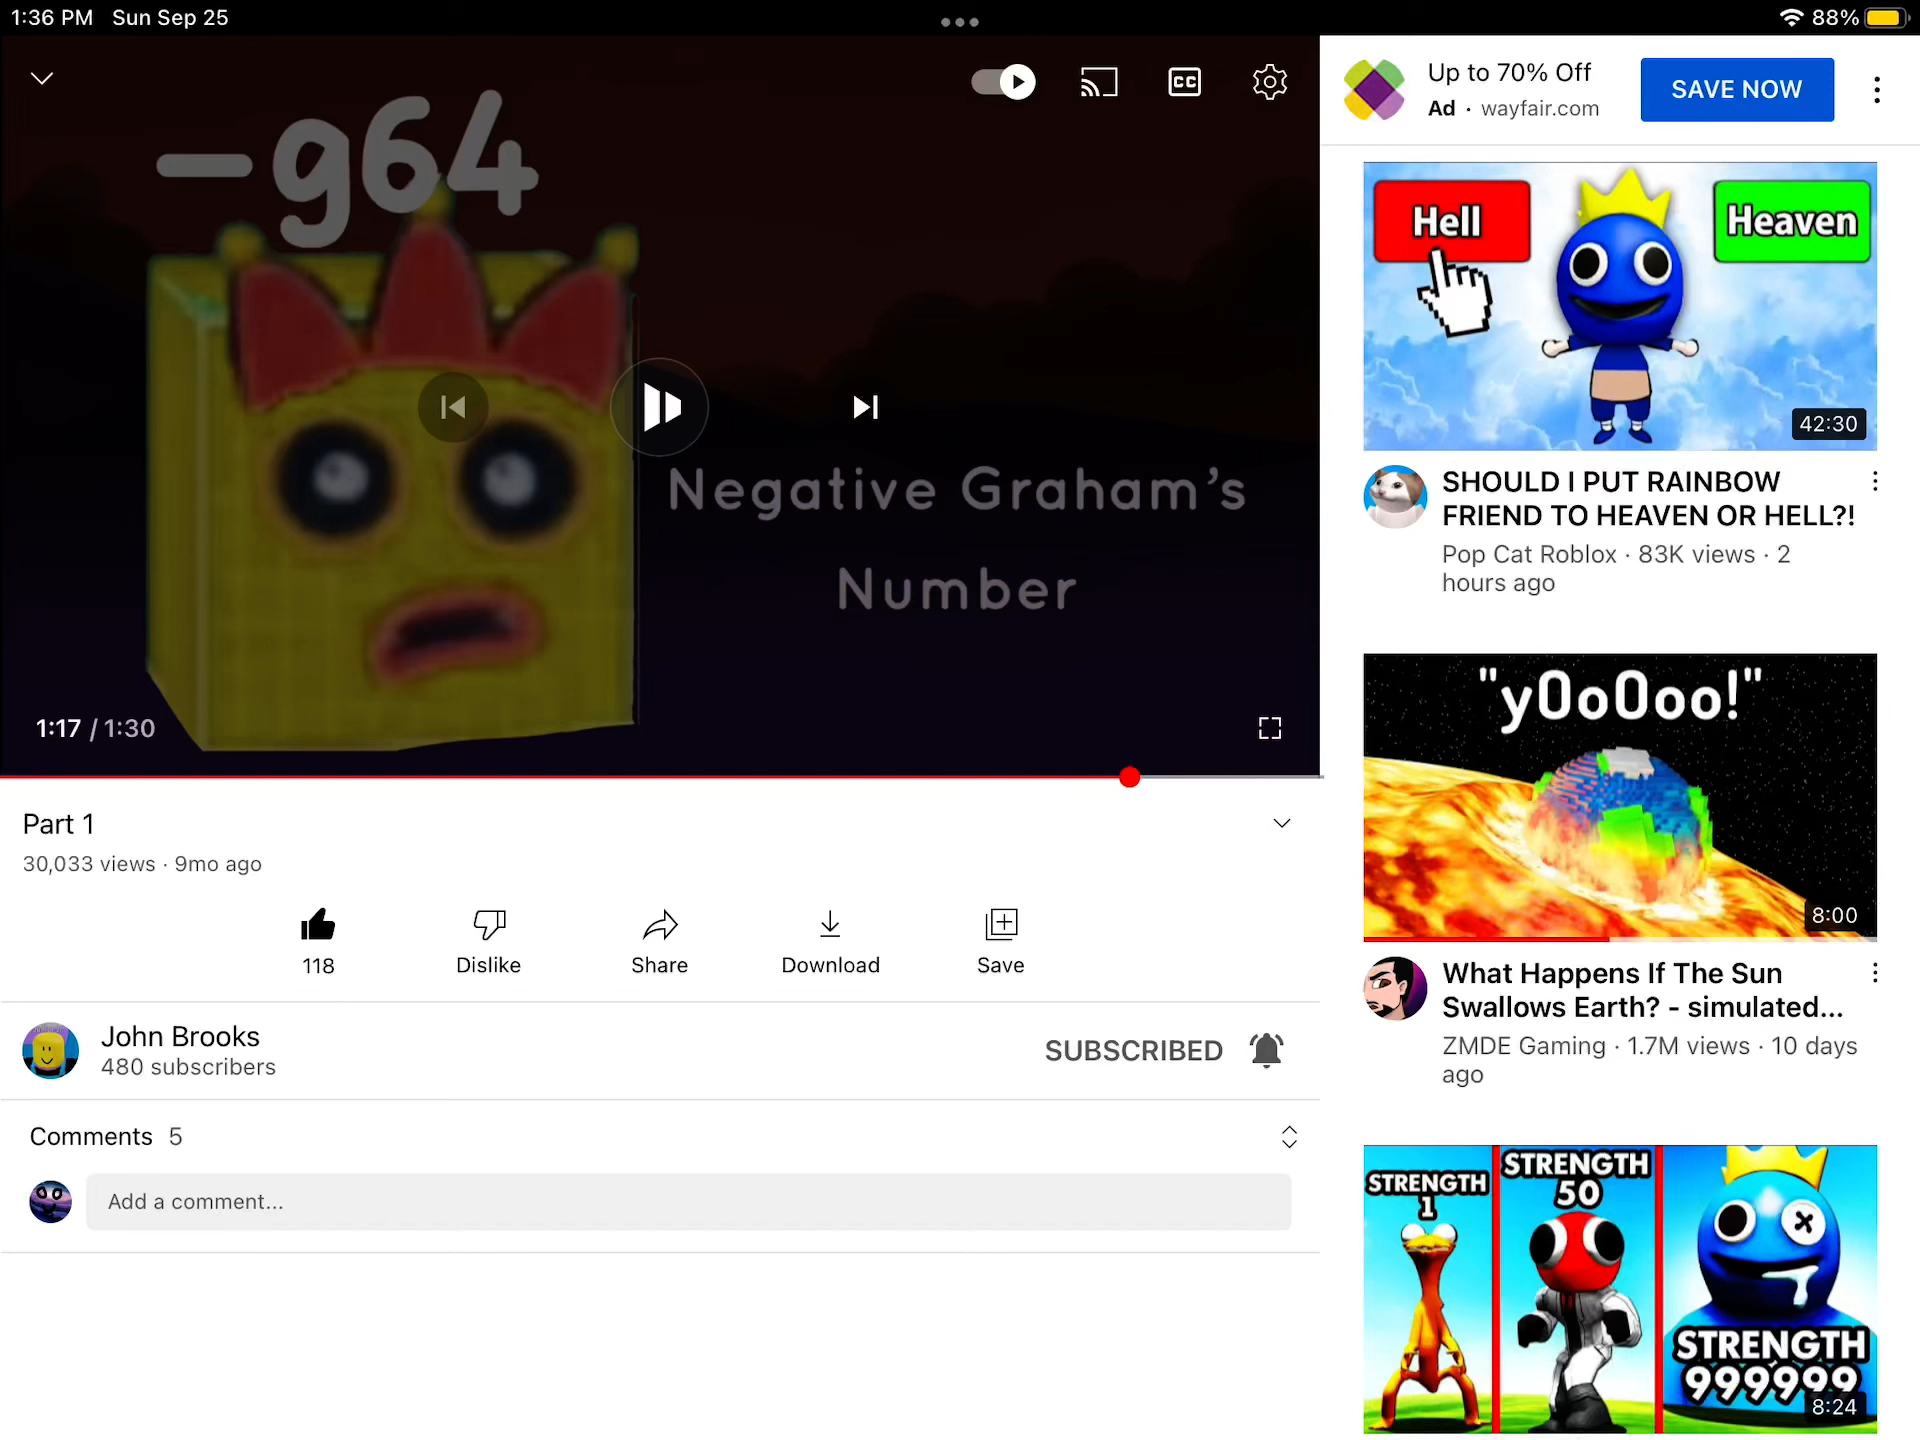 1:36 PM Sun Sep 25
88%
CC
-g64
Negative Graham's
Number
1:17 / 1:30
Part 1
30,033 views · 9mo ago
118
Dislike
Share
Download
Save
John Brooks
480 subscribers
SUBSCRIBED
Comments 5
Add a comment...
Up to 70% Off
Ad · wayfair.com
SAVE NOW
Hell
Heaven
42:30
SHOULD I PUT RAINBOW
FRIEND TO HEAVEN OR HELL?!
Pop Cat Roblox · 83K views · 2
hours ago
"yOoOoo!"
8:00
What Happens If The Sun
Swallows Earth? - simulated...
ZMDE Gaming · 1.7M views · 10 days
ago
STRENGTH
1
STRENGTH
50
STRENGTH
999999
8:24